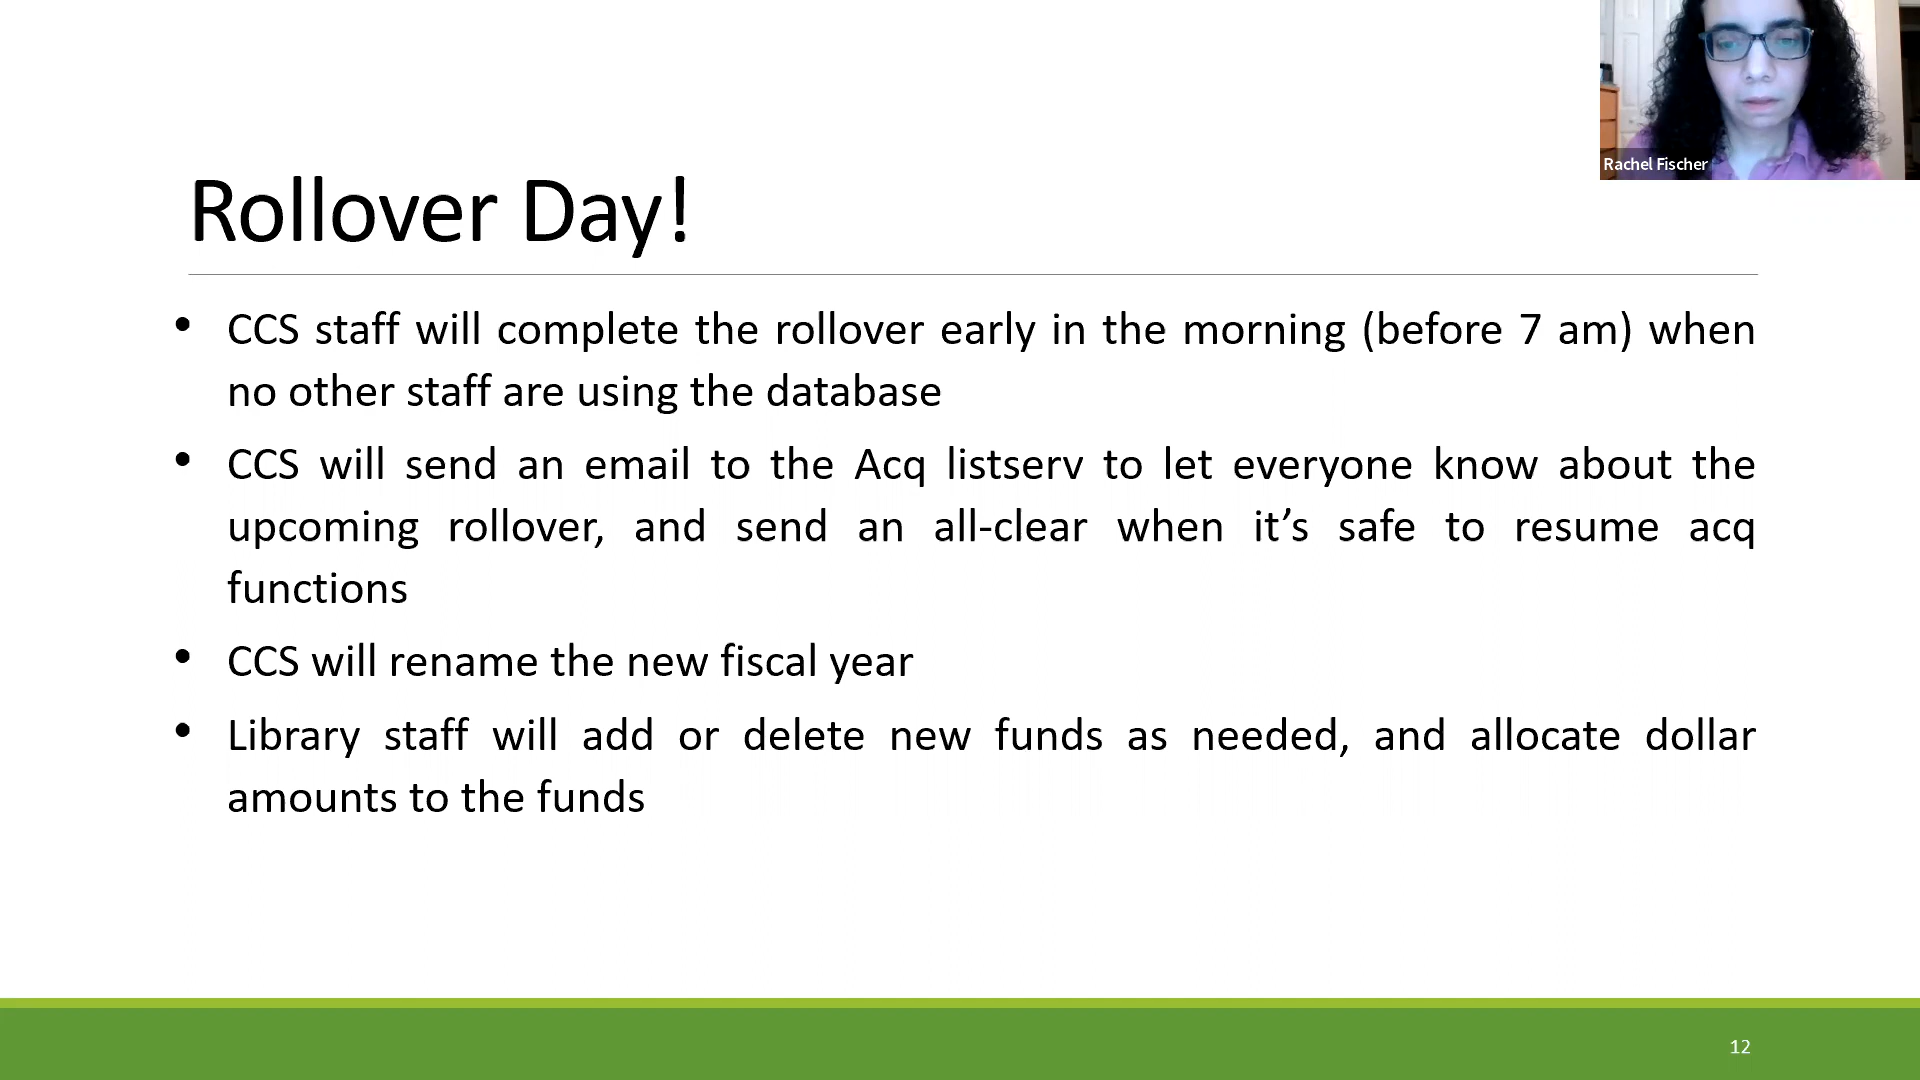 Rachel Fischer
Rollover Day!
• CCS staff will complete the rollover early in the morning (before 7 am) when
no other staff are using the database
• CCS will send an email to the Acq listserv to let everyone know about the
upcoming rollover, and send an all-clear when it’s safe to resume acq
functions
• CCS will rename the new fiscal year
• Library staff will add or delete new funds as needed, and allocate dollar
amounts to the funds
12